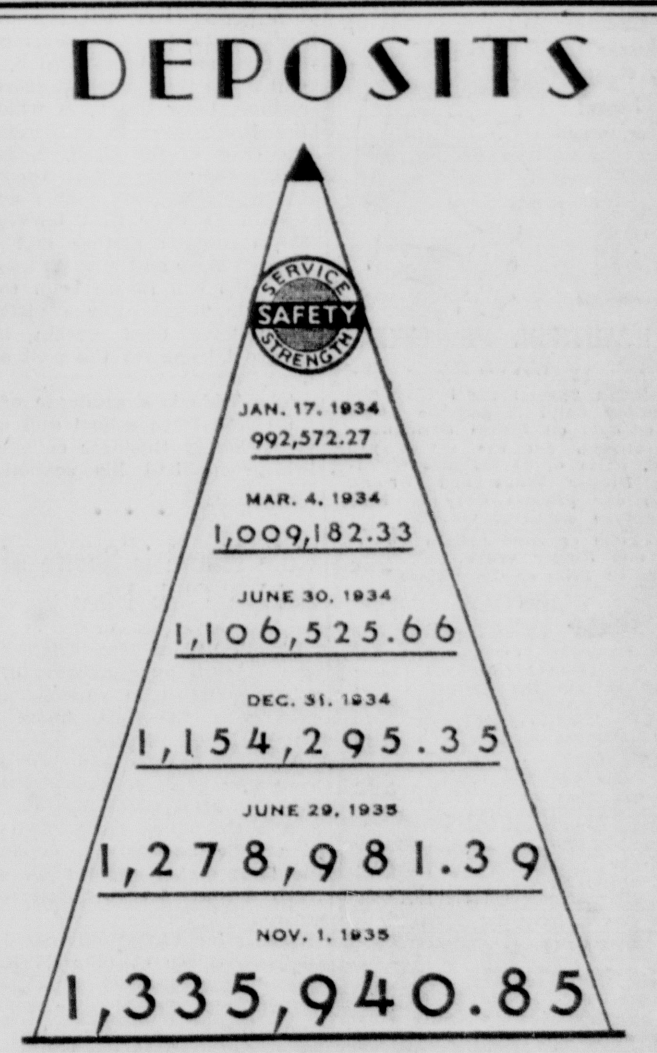 DEPOSITS
SERVICE
SAFETY
STRENGTH
JAN. 17. 1934
992,572.27
MAR. 4. 1934
1,009,182.33
JUNE 30. 1934
1,106,525.66
DEC. 31. 1934
1,154,295.35
JUNE 29. 1935
1,278,981.39
NOV. 1. 1935
1,335,940.85